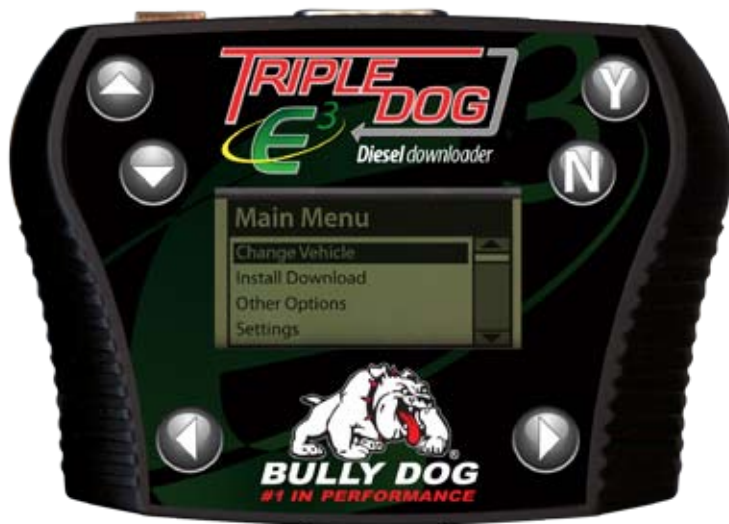 TRIPLE
DOG
E3
Diesel downloader
Y
N
Main Menu
Change Vehicle
Install Download
Other Options
Settings
®
BULLY DOG
#1 IN PERFORMANCE